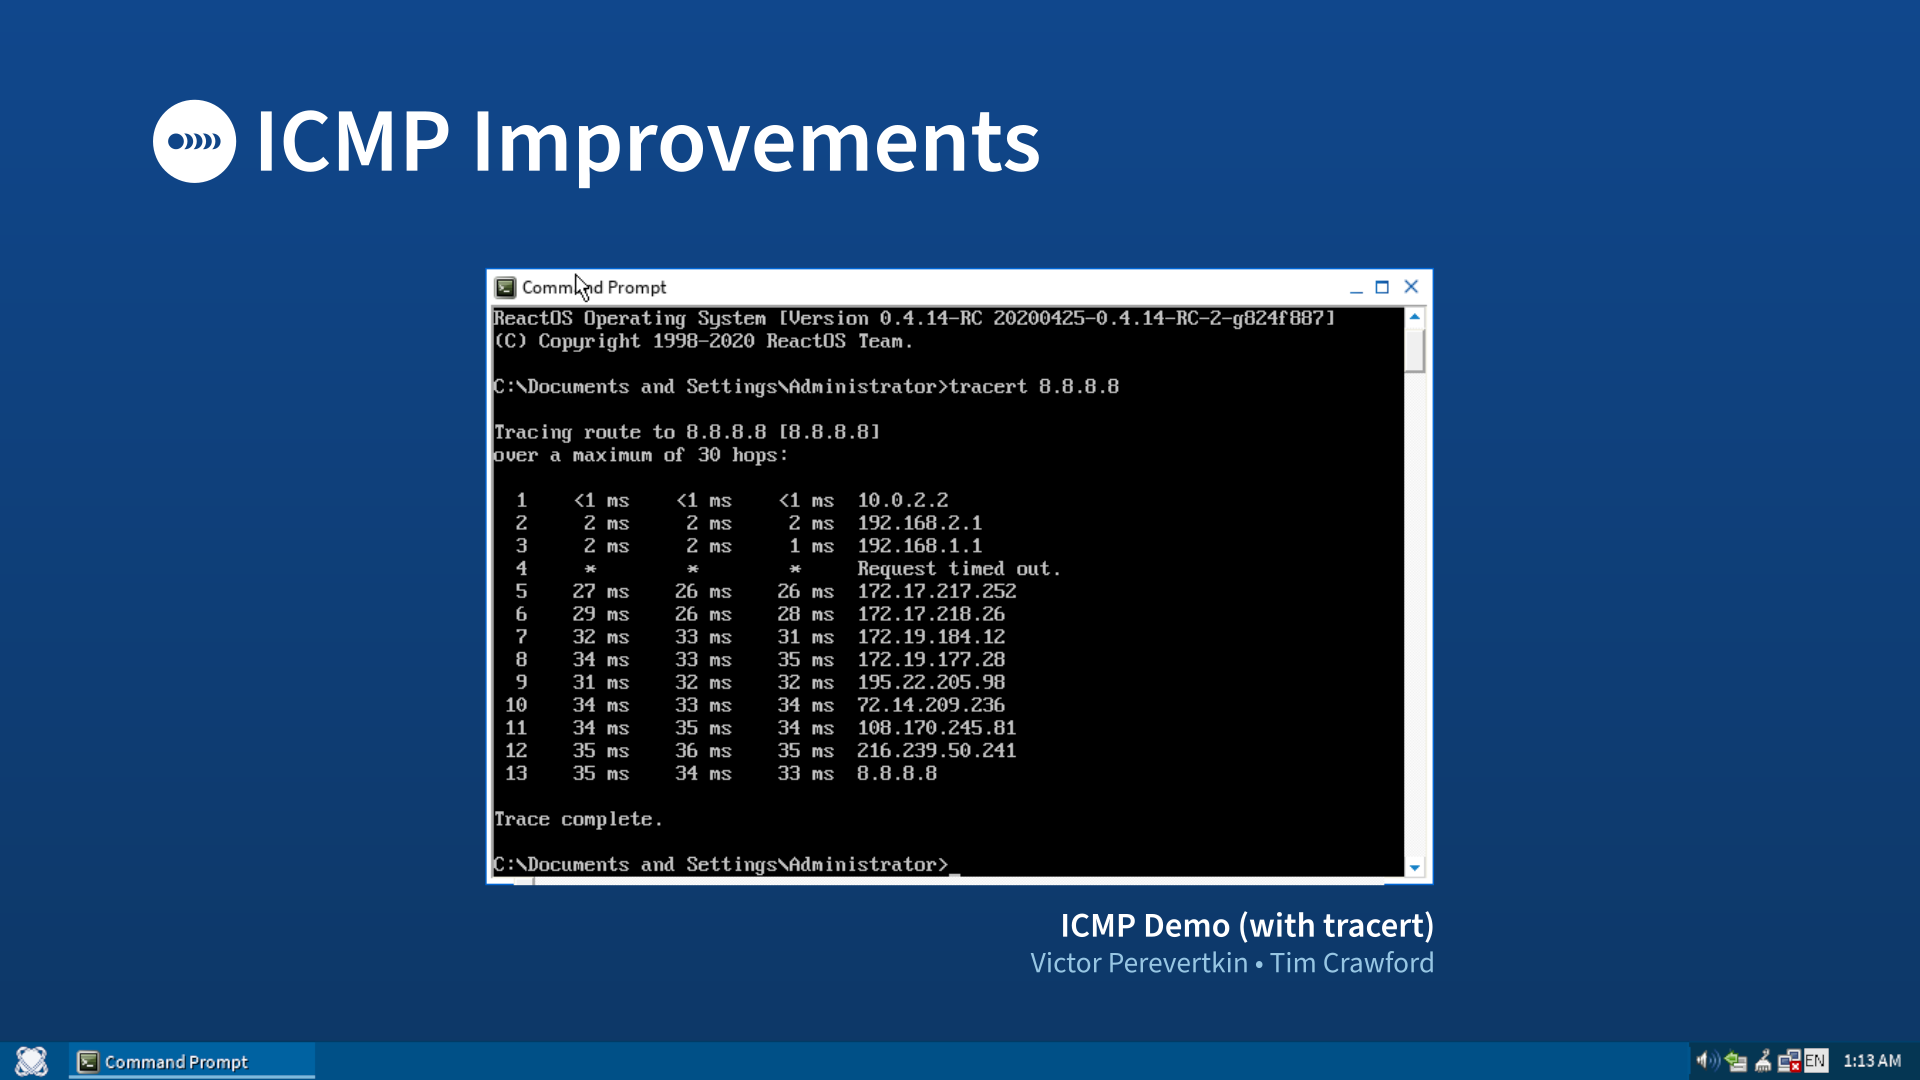 ICMP Improvements
Command Prompt
ReactOS Operating System [Version 0.4.14-RC 20200425-0.4.14-RC-2-g824f887]
(C) Copyright 1998-2020 ReactOS Team.
C:\Documents and Settings\Administrator>tracert 8.8.8.8
Tracing route to 8.8.8.8 [8.8.8.8]
over a maximum of 30 hops:
1 <1 ms <1 ms <1 ms 10.0.2.2
2 2 ms 2 ms 2 ms 192.168.2.1
3 2 ms 2 ms 1 ms 192.168.1.1
4 * * * Request timed out.
5 27 ms 26 ms 26 ms 172.17.217.252
6 29 ms 26 ms 28 ms 172.17.218.26
7 32 ms 33 ms 31 ms 172.19.184.12
8 34 ms 33 ms 35 ms 172.19.177.28
9 31 ms 32 ms 32 ms 195.22.205.98
10 34 ms 33 ms 34 ms 72.14.209.236
11 34 ms 35 ms 34 ms 108.170.245.81
12 35 ms 36 ms 35 ms 216.239.50.241
13 35 ms 34 ms 33 ms 8.8.8.8
Trace complete.
C:\Documents and Settings\Administrator>_
ICMP Demo (with tracert)
Victor Perevertkin • Tim Crawford
Command Prompt
EN 1:13 AM